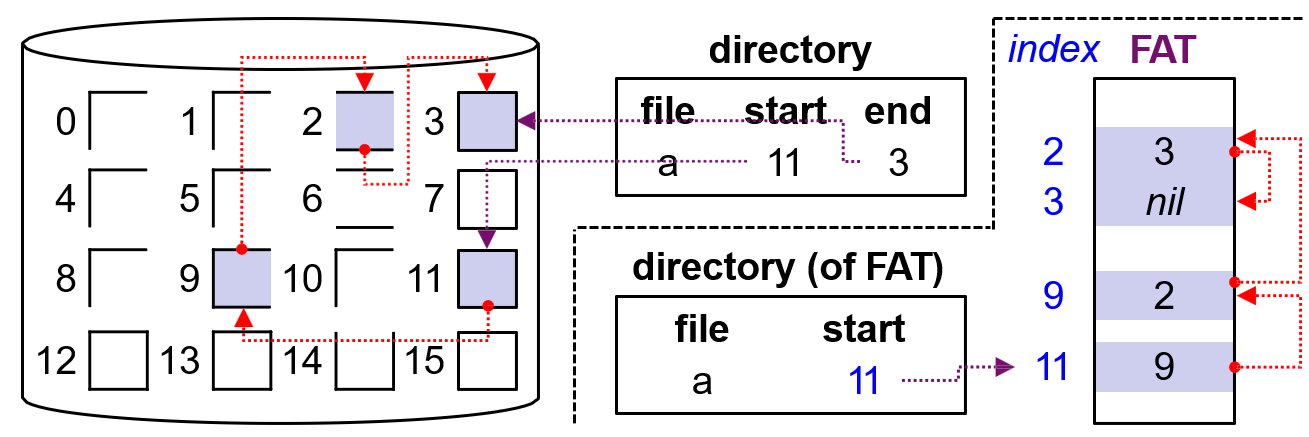 0 1 2 3
4 5 6 7
8 9 10 11
12 13 14 15
directory
file start end
a 11 3
directory (of FAT)
file start
a 11
index FAT
2 3
3 nil
9 2
11 9